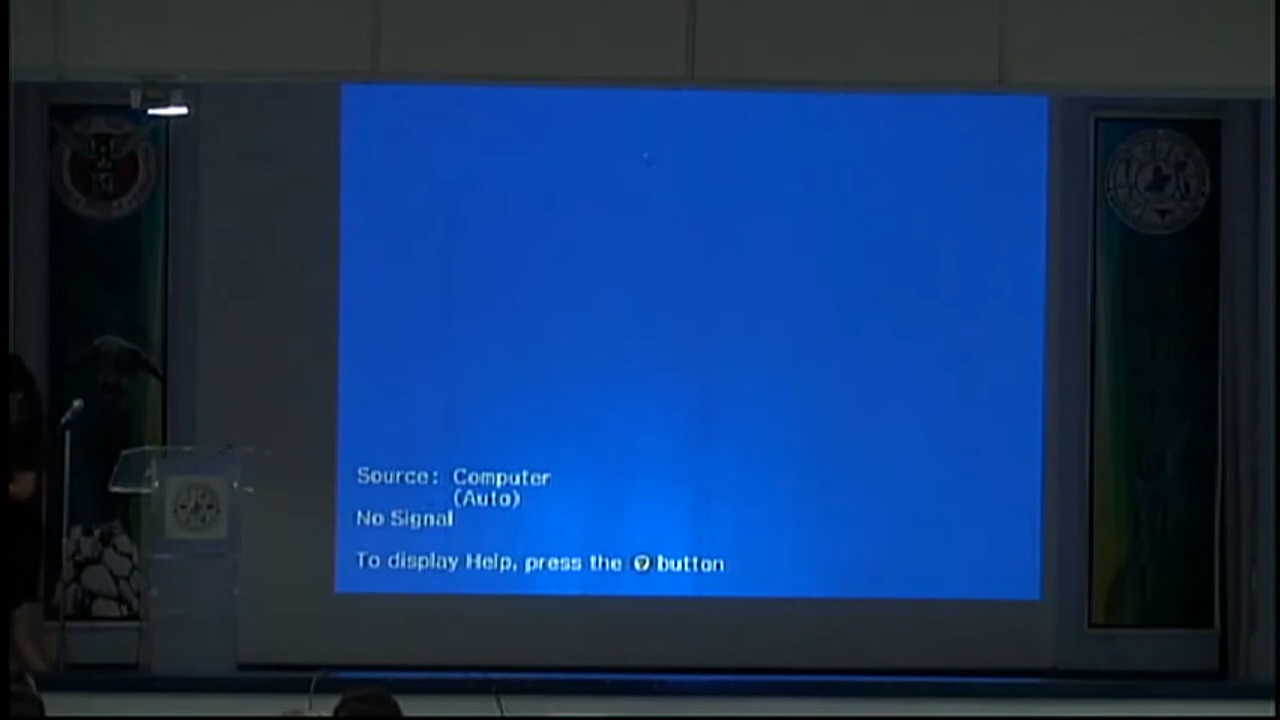 Source: Computer
(Auto)
No Signal
To display Help, press the ? button